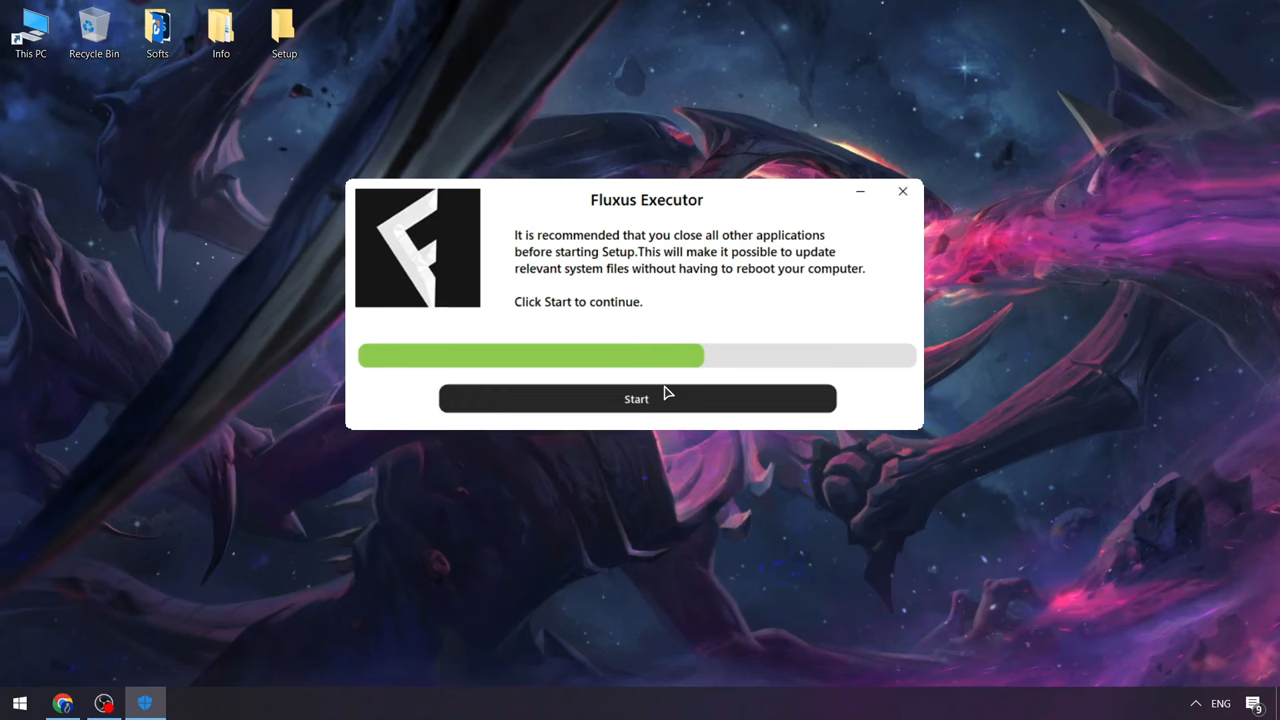 This PC
Recycle Bin
Softs
Info
Setup
Fluxus Executor
It is recommended that you close all other applications
before starting Setup.This will make it possible to update
relevant system files without having to reboot your computer.
Click Start to continue.
Start
ENG
9